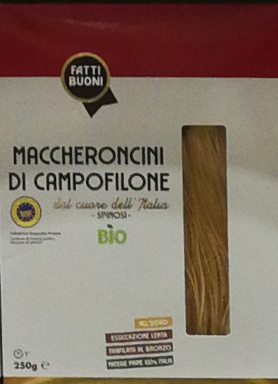 FATTI
BUONI
MACCHERONCINI
DI CAMPOFILONE
dal cuore dell'Italia
- SPINOSI -
BIO
ALL'UOVO
ESSICCAZIONE LENTA
TRAFILATA AL BRONZO
MATERIE PRIME 100% ITALIA
1'
250g e